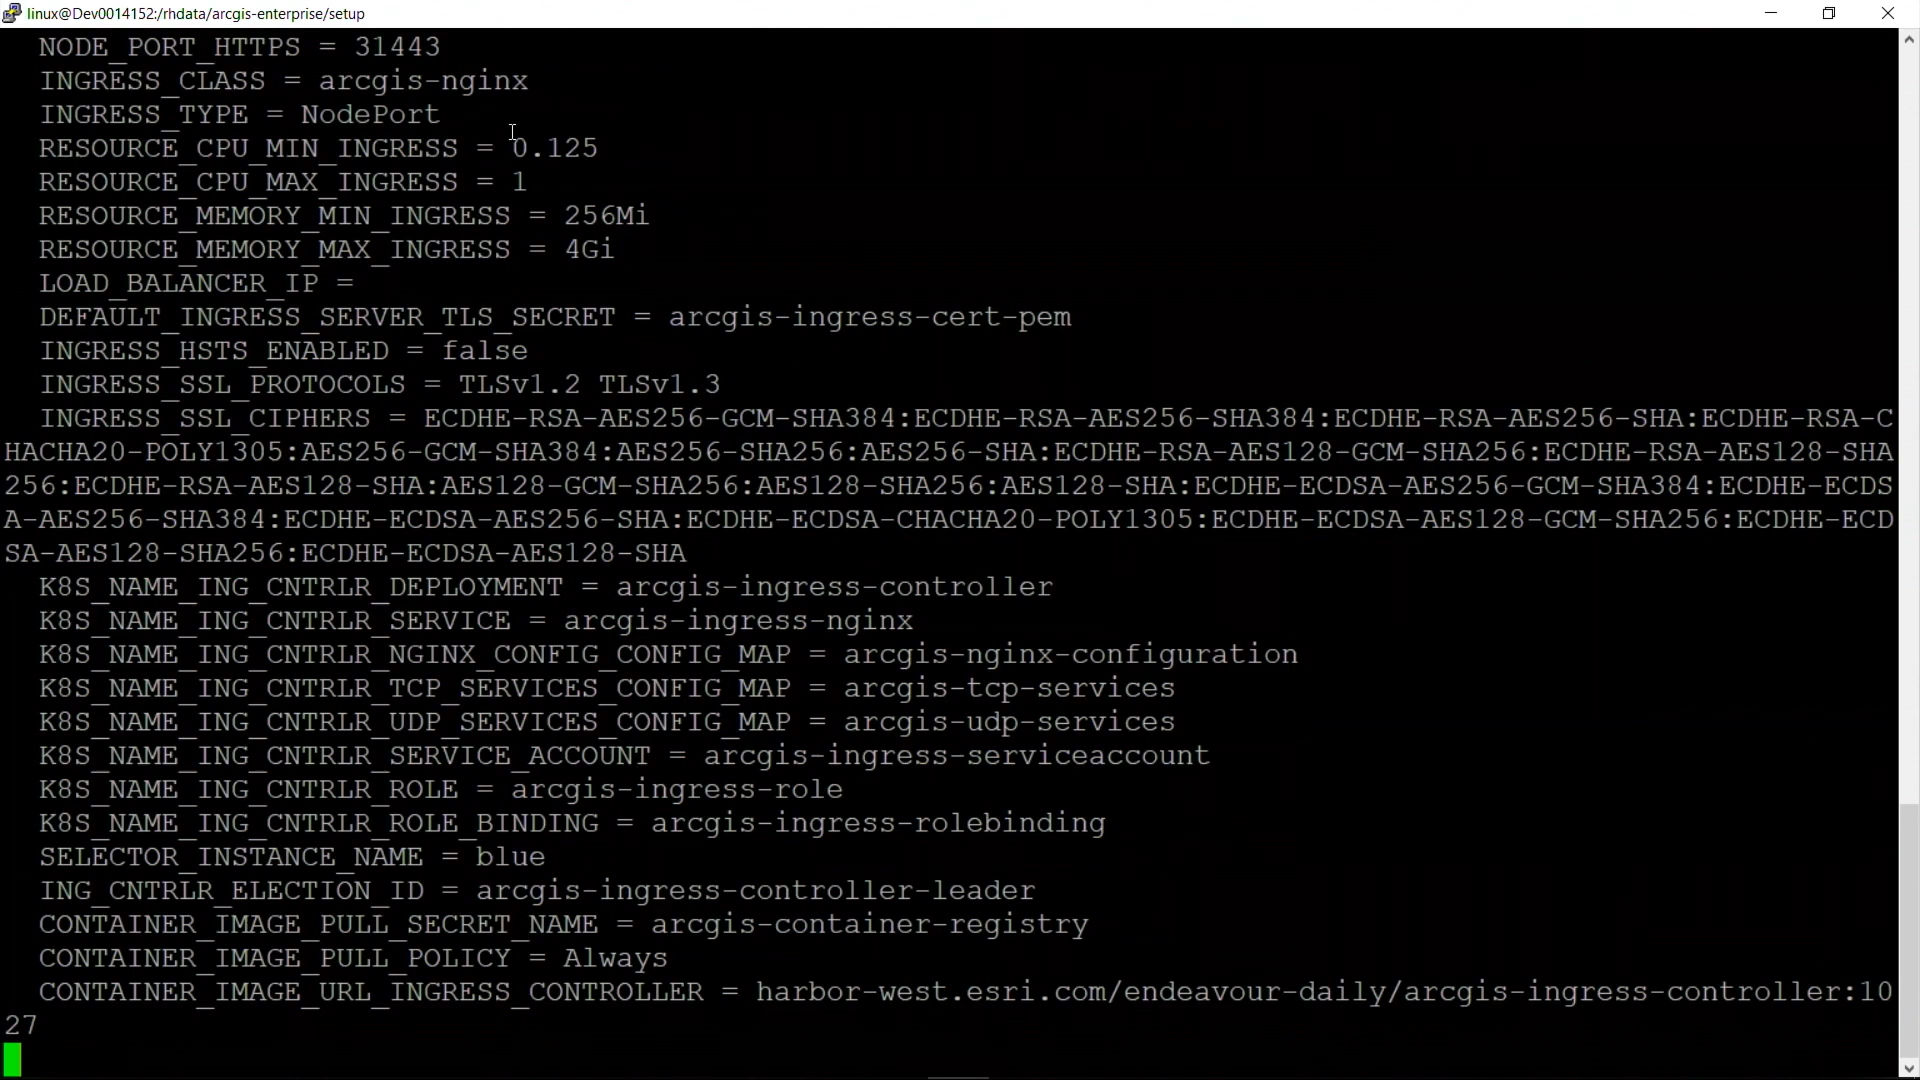 linux@Dev0014152:/rhdata/arcgis-enterprise/setup
NODE_PORT_HTTPS = 31443
INGRESS_CLASS = arcgis-nginx
INGRESS_TYPE = NodePort
RESOURCE_CPU_MIN_INGRESS = 0.125
RESOURCE_CPU_MAX_INGRESS = 1
RESOURCE_MEMORY_MIN_INGRESS = 256Mi
RESOURCE_MEMORY_MAX_INGRESS = 4Gi
LOAD_BALANCER_IP =
DEFAULT_INGRESS_SERVER_TLS_SECRET = arcgis-ingress-cert-pem
INGRESS_HSTS_ENABLED = false
INGRESS_SSL_PROTOCOLS = TLSv1.2 TLSv1.3
INGRESS_SSL_CIPHERS = ECDHE-RSA-AES256-GCM-SHA384:ECDHE-RSA-AES256-SHA384:ECDHE-RSA-AES256-SHA:ECDHE-RSA-C
HACHA20-POLY1305:AES256-GCM-SHA384:AES256-SHA256:AES256-SHA:ECDHE-RSA-AES128-GCM-SHA256:ECDHE-RSA-AES128-SHA
256:ECDHE-RSA-AES128-SHA:AES128-GCM-SHA256:AES128-SHA256:AES128-SHA:ECDHE-ECDSA-AES256-GCM-SHA384:ECDHE-ECDS
A-AES256-SHA384:ECDHE-ECDSA-AES256-SHA:ECDHE-ECDSA-CHACHA20-POLY1305:ECDHE-ECDSA-AES128-GCM-SHA256:ECDHE-ECD
SA-AES128-SHA256:ECDHE-ECDSA-AES128-SHA
K8S_NAME_ING_CNTRLR_DEPLOYMENT = arcgis-ingress-controller
K8S_NAME_ING_CNTRLR_SERVICE = arcgis-ingress-nginx
K8S_NAME_ING_CNTRLR_NGINX_CONFIG_CONFIG_MAP = arcgis-nginx-configuration
K8S_NAME_ING_CNTRLR_TCP_SERVICES_CONFIG_MAP = arcgis-tcp-services
K8S_NAME_ING_CNTRLR_UDP_SERVICES_CONFIG_MAP = arcgis-udp-services
K8S_NAME_ING_CNTRLR_SERVICE_ACCOUNT = arcgis-ingress-serviceaccount
K8S_NAME_ING_CNTRLR_ROLE = arcgis-ingress-role
K8S_NAME_ING_CNTRLR_ROLE_BINDING = arcgis-ingress-rolebinding
SELECTOR_INSTANCE_NAME = blue
ING_CNTRLR_ELECTION_ID = arcgis-ingress-controller-leader
CONTAINER_IMAGE_PULL_SECRET_NAME = arcgis-container-registry
CONTAINER_IMAGE_PULL_POLICY = Always
CONTAINER_IMAGE_URL_INGRESS_CONTROLLER = harbor-west.esri.com/endeavour-daily/arcgis-ingress-controller:10
27